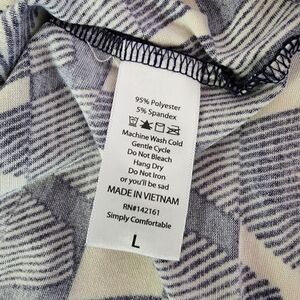 95% Polyester
5% Spandex
Machine Wash Cold
Gentle Cycle
Do Not Bleach
Hang Dry
Do Not Iron
or you'll be sad
MADE IN VIETNAM
RN#142161
Simply Comfortable
L